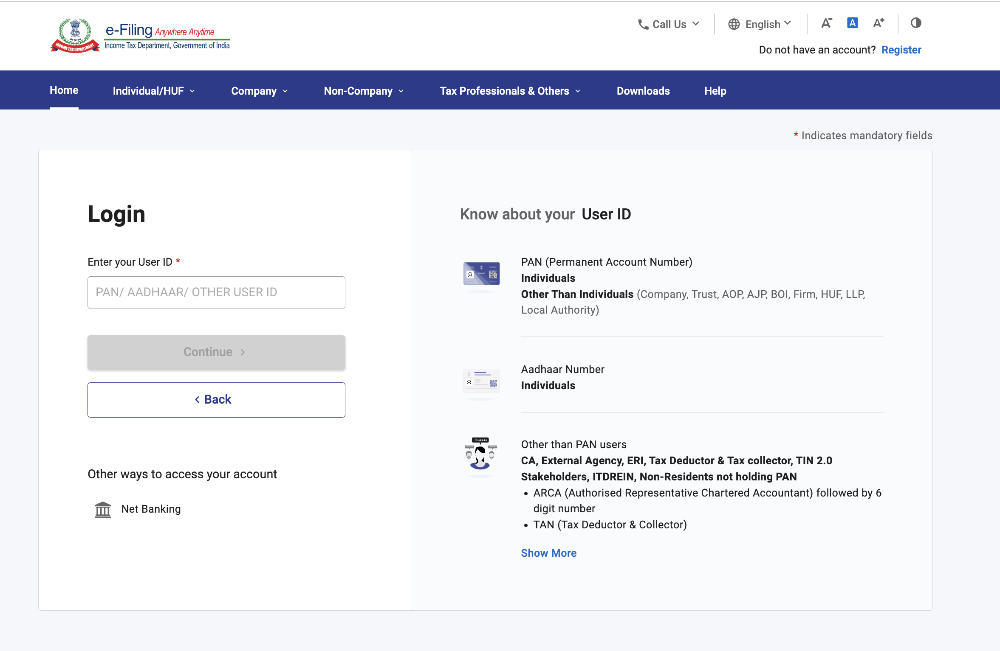 e-Filing Anywhere Anytime
Income Tax Department, Government of India
INCOME TAX DEPARTMENT
Call Us
English
A-
A
A+
Do not have an account? Register
Home
Individual/HUF
Company
Non-Company
Tax Professionals & Others
Downloads
Help
* Indicates mandatory fields
Login
Enter your User ID *
PAN/ AADHAAR/ OTHER USER ID
Continue
Back
Other ways to access your account
Net Banking
Know about your User ID
PAN (Permanent Account Number)
Individuals
Other Than Individuals (Company, Trust, AOP, AJP, BOI, Firm, HUF, LLP,
Local Authority)
Aadhaar Number
Individuals
Other than PAN users
CA, External Agency, ERI, Tax Deductor & Tax collector, TIN 2.0
Stakeholders, ITDREIN, Non-Residents not holding PAN
• ARCA (Authorised Representative Chartered Accountant) followed by 6
digit number
• TAN (Tax Deductor & Collector)
Show More